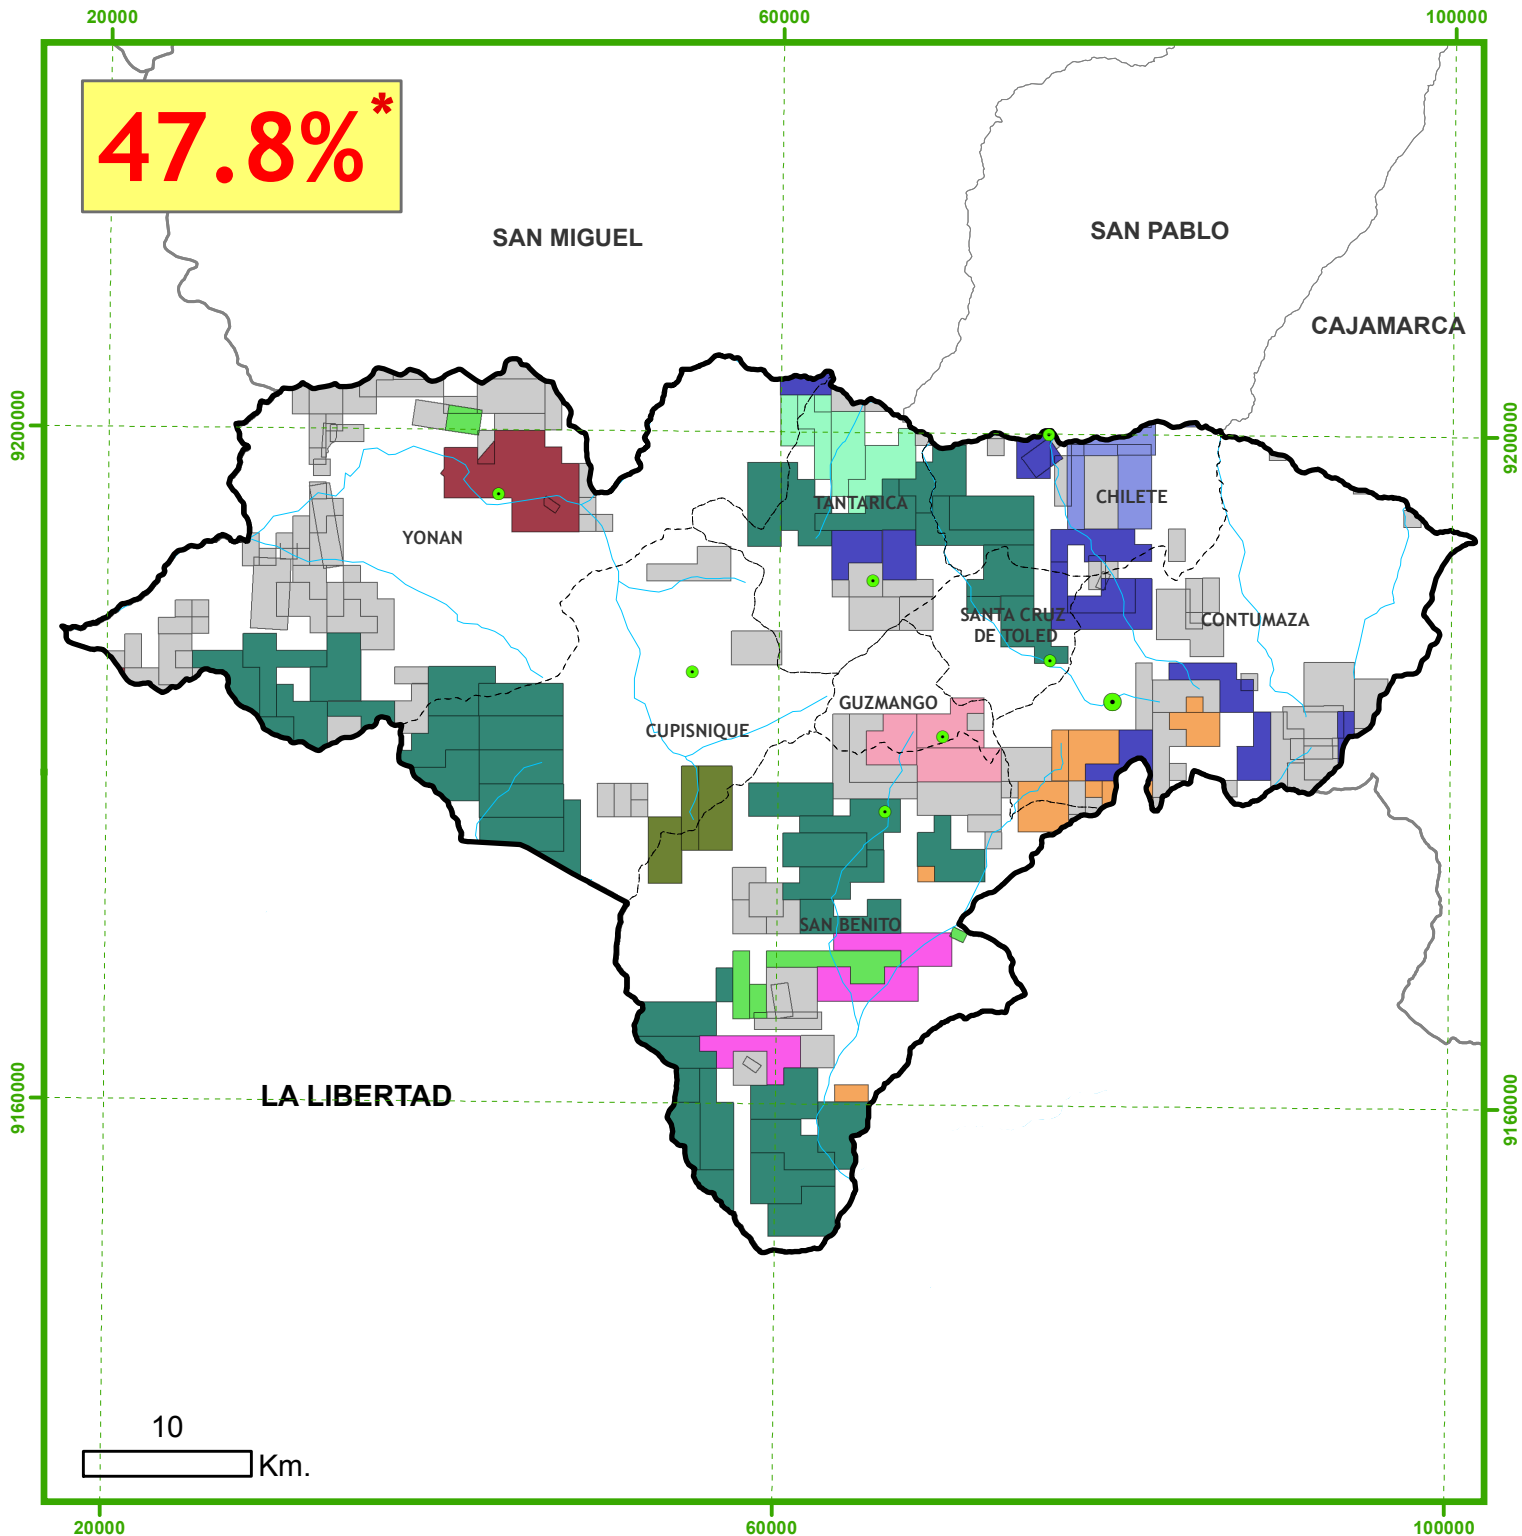 20000
60000
100000
47.8%*
SAN MIGUEL
SAN PABLO
CAJAMARCA
9200000
9200000
TANTARICA
CHILETE
YONAN
SANTA CRUZ
DE TOLED
CONTUMAZA
GUZMANGO
CUPISNIQUE
SAN BENITO
LA LIBERTAD
9160000
9160000
10
Km.
20000
60000
100000